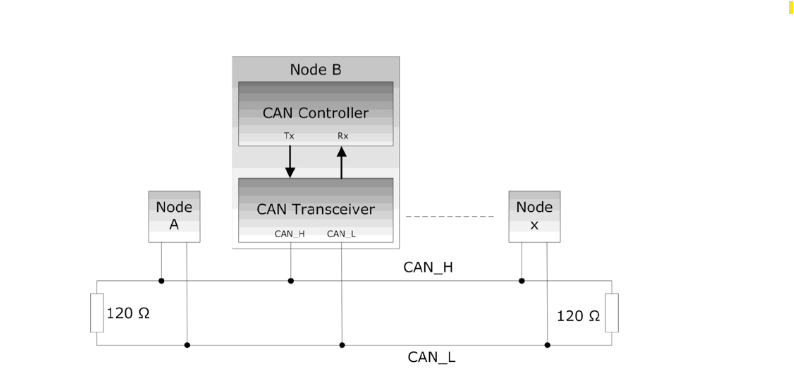 Node B
CAN Controller
Tx Rx
Node
A
CAN Transceiver
CAN_H CAN_L
Node
x
CAN_H
120 Ω
120 Ω
CAN_L